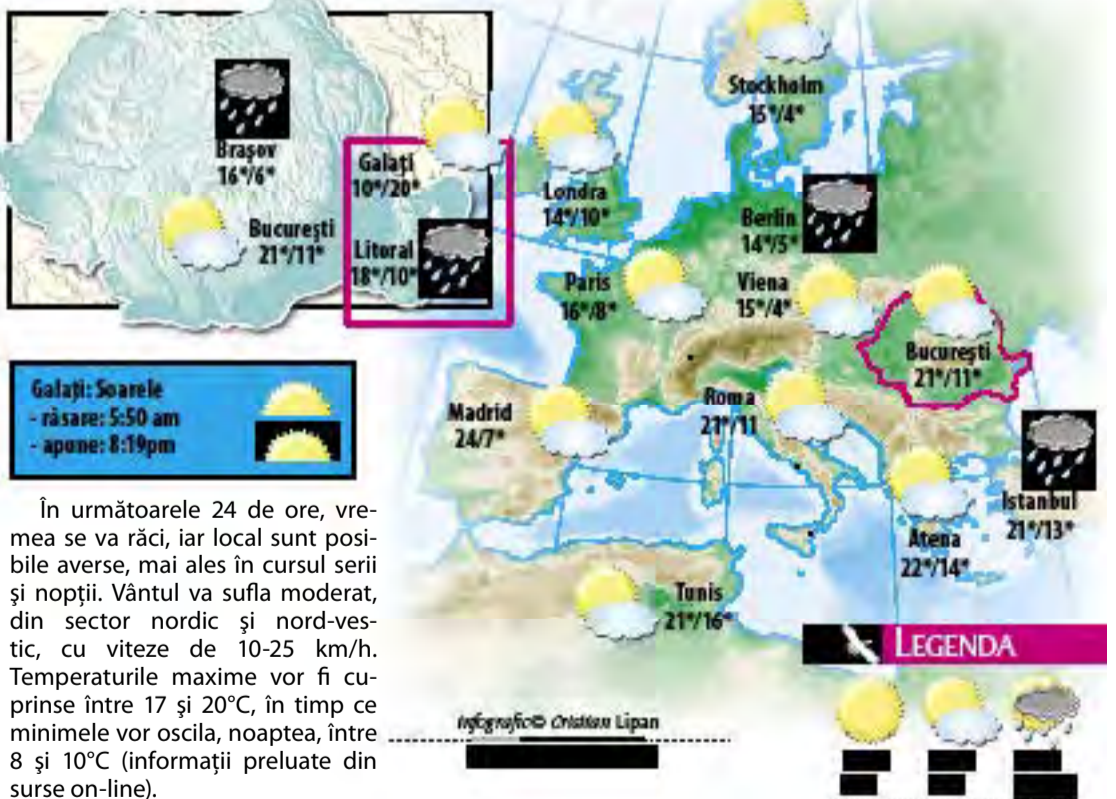 Brașov
16°/6°
București
21°/11°
Galați
10°/20°
Litoral
18°/10°
Stockholm
15°/4°
Londra
14°/10°
Berlin
14°/5°
Paris
16°/8°
Viena
15°/4°
București
21°/11°
Madrid
24/7°
Roma
21°/11
Istanbul
21°/13°
Atena
22°/14°
Tunis
21°/16°
Galați: Soarele
- răsare: 5:50 am
- apune: 8:19pm
În următoarele 24 de ore, vre-
mea se va răci, iar local sunt posi-
bile averse, mai ales în cursul serii
şi nopţii. Vântul va sufla moderat,
din sector nordic şi nord-ves-
tic, cu viteze de 10-25 km/h.
Temperaturile maxime vor fi cu-
prinse între 17 şi 20°C, în timp ce
minimele vor oscila, noaptea, între
8 şi 10°C (informaţii preluate din
surse on-line).
Infografic© Cristian Lipan
LEGENDA